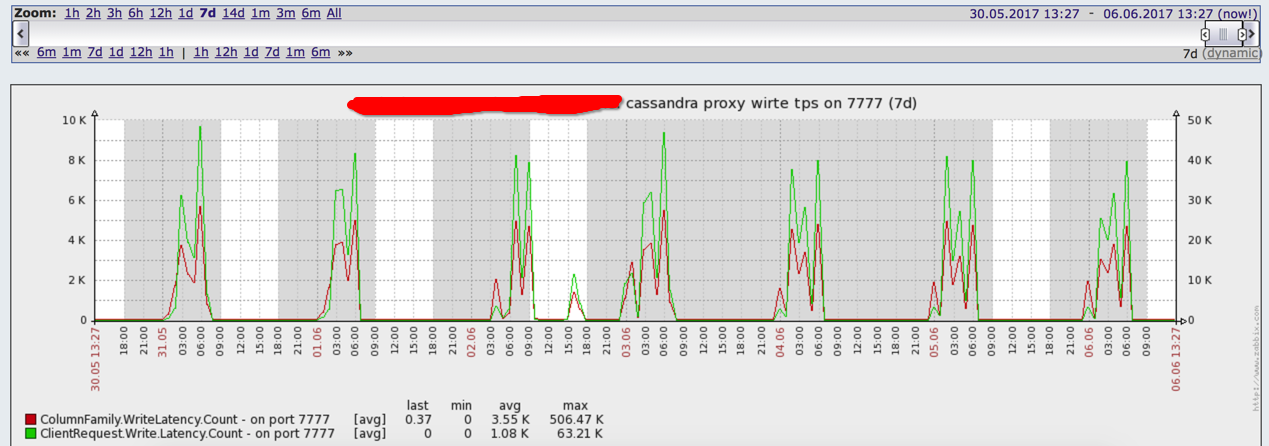 Zoom: 1h 2h 3h 6h 12h 1d 7d 14d 1m 3m 6m All 30.05.2017 13:27 - 06.06.2017 13:27 (now!)
«« 6m 1m 7d 1d 12h 1h | 1h 12h 1d 7d 1m 6m »» 7d (dynamic)
cassandra proxy wirte tps on 7777 (7d)
10 K 50 K
8 K 40 K
6 K 30 K
4 K 20 K
2 K 10 K
0 0
30.05 13:27 18:00 21:00 31.05 03:00 06:00 09:00 12:00 15:00 18:00 21:00 01.06 03:00 06:00 09:00 12:00 15:00 18:00 21:00 02.06 03:00 06:00 09:00 12:00 15:00 18:00 21:00 03.06 03:00 06:00 09:00 12:00 15:00 18:00 21:00 04.06 03:00 06:00 09:00 12:00 15:00 18:00 21:00 05.06 03:00 06:00 09:00 12:00 15:00 18:00 21:00 06.06 03:00 06:00 09:00 06.06 13:27
http://www.zabbix.com
last min avg max
ColumnFamily.WriteLatency.Count - on port 7777 [avg] 0.37 0 3.55 K 506.47 K
ClientRequest.Write.Latency.Count - on port 7777 [avg] 0 0 1.08 K 63.21 K